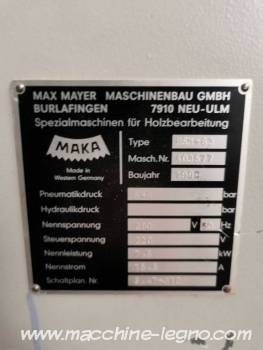 MAX MAYER MASCHINENBAU GMBH
BURLAFINGEN 7910 NEU-ULM
Spezialmaschinen für Holzbearbeitung
MAKA
Made in
Western Germany
Type
Masch.Nr.
Baujahr
Pneumatikdruck bar
Hydraulikdruck bar
Nennspannung V Hz
Steuerspannung 220 V
Nennleistung kW
Nennstrom A
Schaltplan. Nr.
www.macchine-legno.com